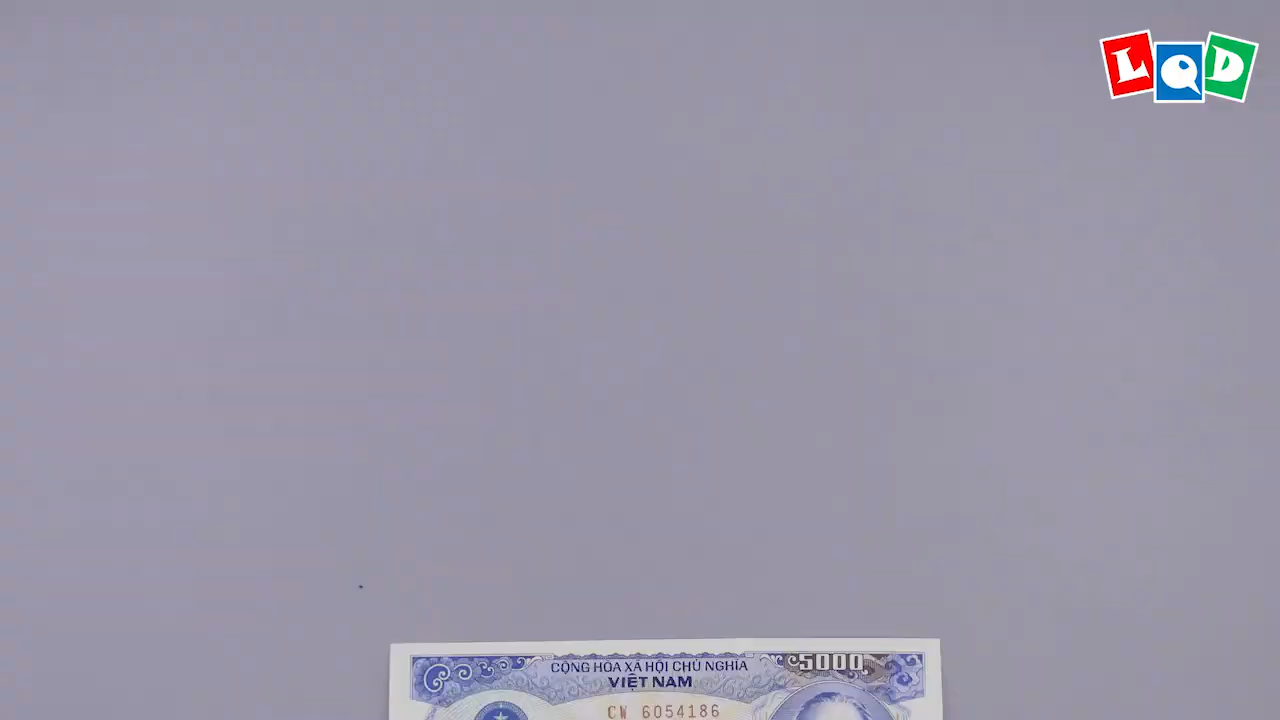 LQD
CỘNG HÒA XÃ HỘI CHỦ NGHĨA
5000
VIỆT NAM
CW 6054186